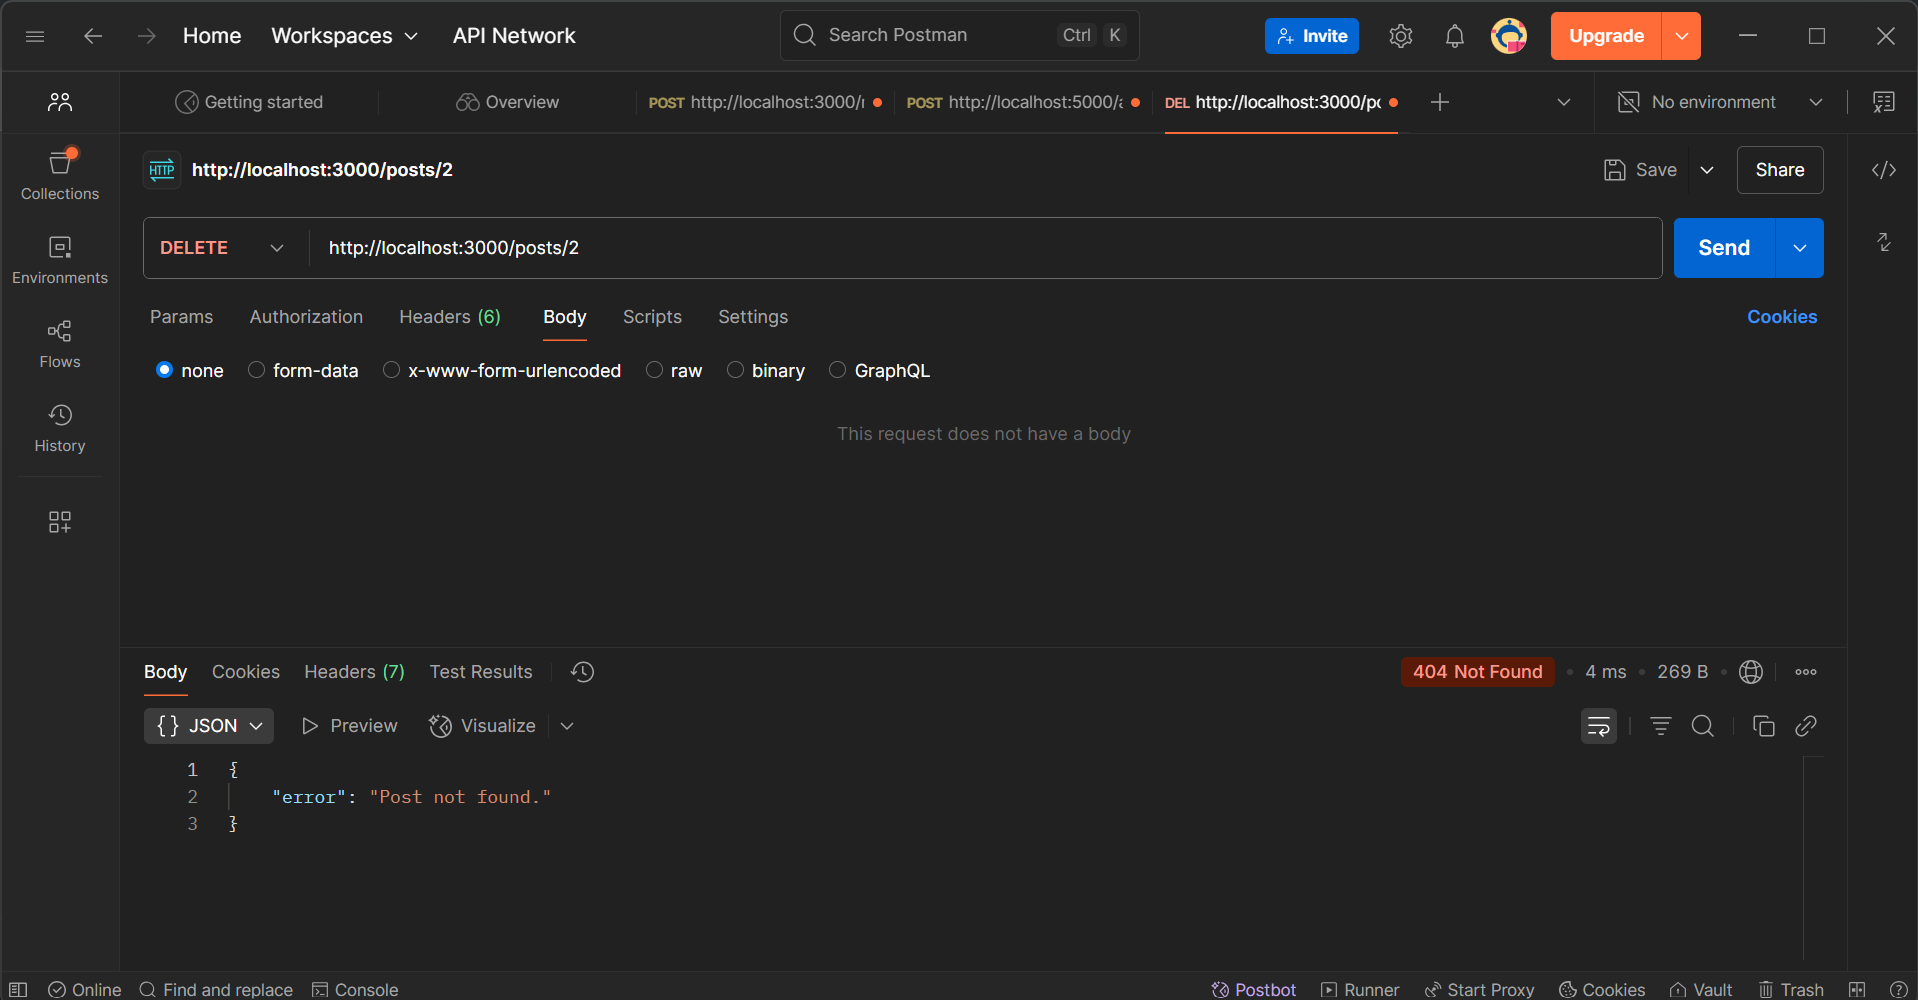 Home Workspaces API Network Search Postman Ctrl K Invite Upgrade
Getting started Overview POST http://localhost:3000/ POST http://localhost:5000/ DEL http://localhost:3000/po No environment
HTTP http://localhost:3000/posts/2 Save Share
DELETE http://localhost:3000/posts/2 Send
Params Authorization Headers (6) Body Scripts Settings Cookies
none form-data x-www-form-urlencoded raw binary GraphQL
This request does not have a body
Collections
Environments
Flows
History
Body Cookies Headers (7) Test Results 404 Not Found • 4 ms • 269 B
{} JSON Preview Visualize
1 {
2 "error": "Post not found."
3 }
Online Find and replace Console Postbot Runner Start Proxy Cookies Vault Trash